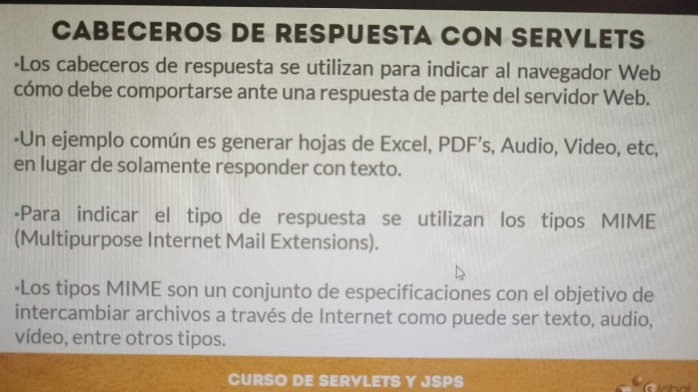 CABECEROS DE RESPUESTA CON SERVLETS
•Los cabeceros de respuesta se utilizan para indicar al navegador Web
cómo debe comportarse ante una respuesta de parte del servidor Web.
•Un ejemplo común es generar hojas de Excel, PDF's, Audio, Video, etc,
en lugar de solamente responder con texto.
•Para indicar el tipo de respuesta se utilizan los tipos MIME
(Multipurpose Internet Mail Extensions).
•Los tipos MIME son un conjunto de especificaciones con el objetivo de
intercambiar archivos a través de Internet como puede ser texto, audio,
vídeo, entre otros tipos.
CURSO DE SERVLETS Y JSPS
Global